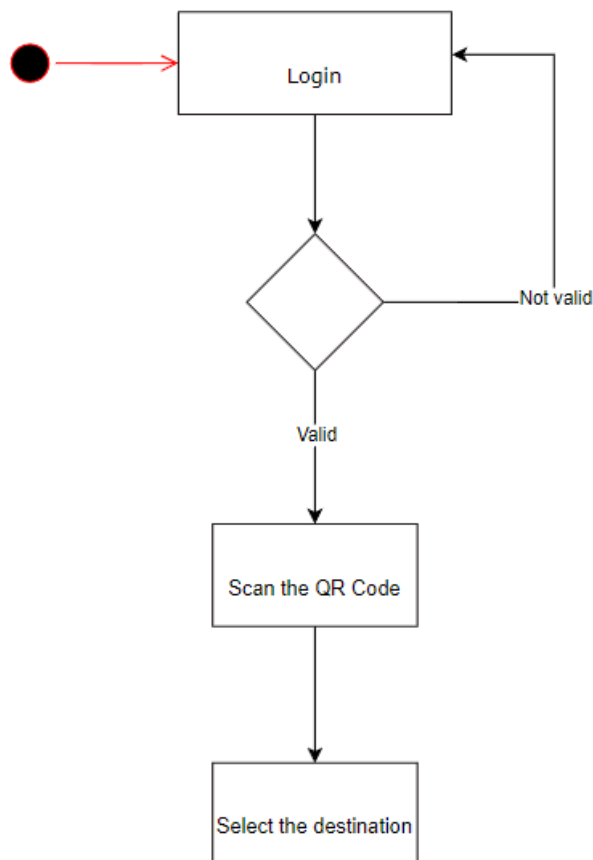 Login
Not valid
Valid
Scan the QR Code
Select the destination